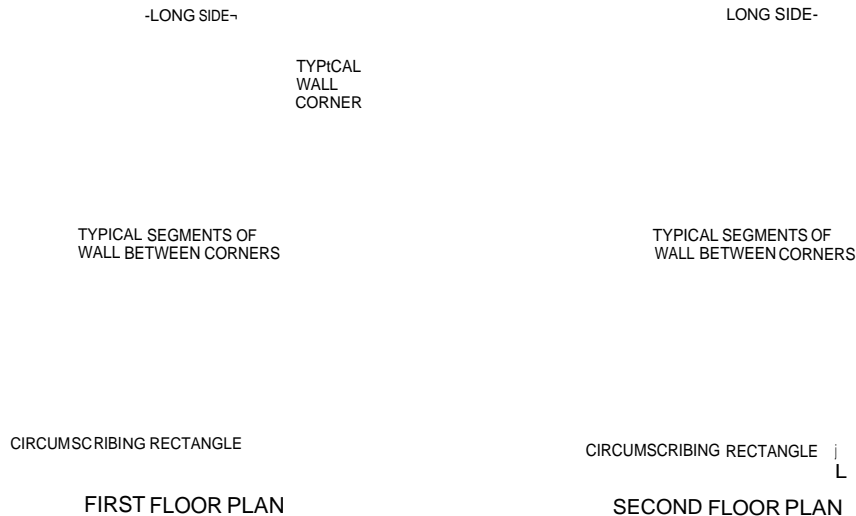 -LONG SIDE¬
LONG SIDE-
TYPtCAL
WALL
CORNER
TYPICAL SEGMENTS OF
WALL BETWEEN CORNERS
TYPICAL SEGMENTS OF
WALL BETWEEN CORNERS
CIRCUMSCRIBING RECTANGLE
CIRCUMSCRIBING RECTANGLE j
L
FIRST FLOOR PLAN
SECOND FLOOR PLAN